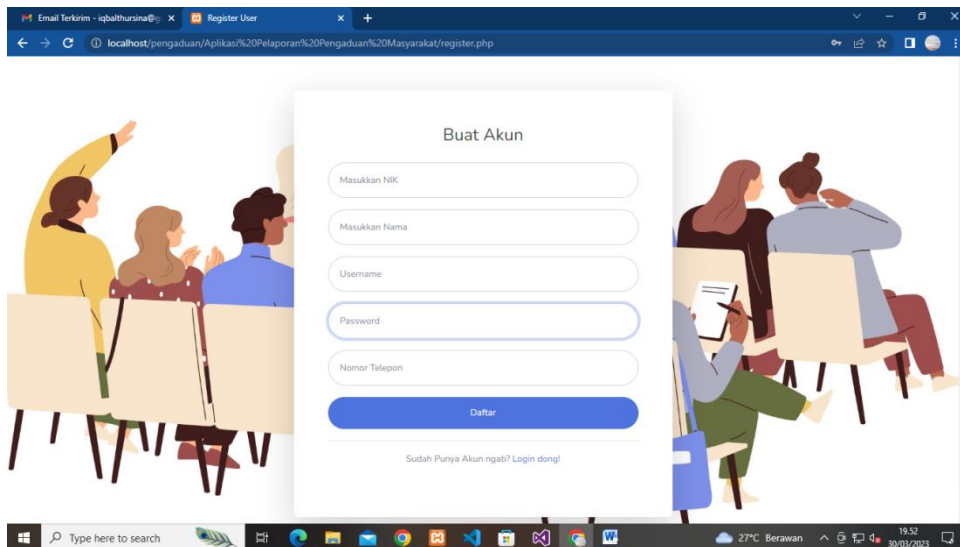 Email Terkirim - iqbalthursina@g
Register User
localhost/pengaduan/Aplikasi%20Pelaporan%20Pengaduan%20Masyarakat/register.php
Buat Akun
Masukkan NIK
Masukkan Nama
Username
Password
Nomor Telepon
Daftar
Sudah Punya Akun ngab? Login dong!
Type here to search
27°C Berawan
19.52
30/03/2023